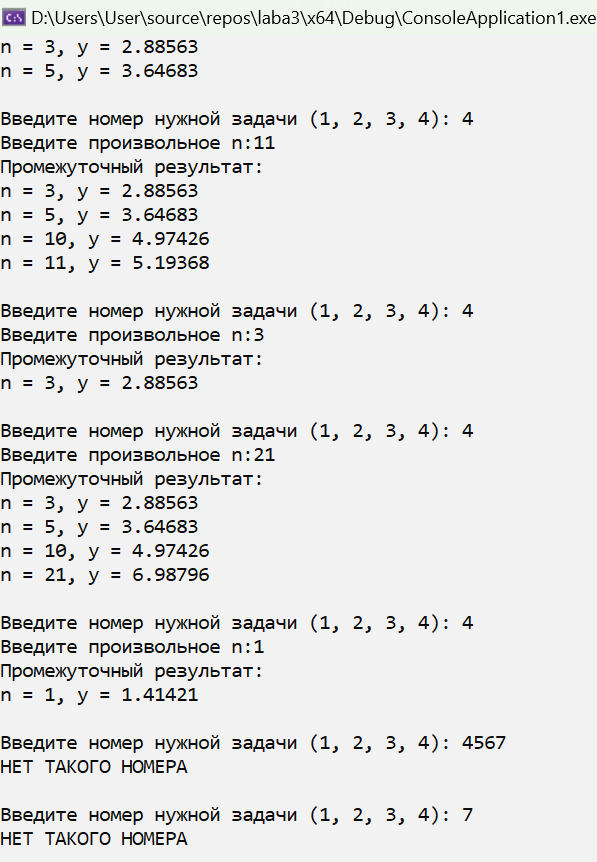 D:\Users\User\source\repos\laba3\x64\Debug\ConsoleApplication1.exe
n = 3, y = 2.88563
n = 5, y = 3.64683
Введите номер нужной задачи (1, 2, 3, 4): 4
Введите произвольное n:11
Промежуточный результат:
n = 3, y = 2.88563
n = 5, y = 3.64683
n = 10, y = 4.97426
n = 11, y = 5.19368
Введите номер нужной задачи (1, 2, 3, 4): 4
Введите произвольное n:3
Промежуточный результат:
n = 3, y = 2.88563
Введите номер нужной задачи (1, 2, 3, 4): 4
Введите произвольное n:21
Промежуточный результат:
n = 3, y = 2.88563
n = 5, y = 3.64683
n = 10, y = 4.97426
n = 21, y = 6.98796
Введите номер нужной задачи (1, 2, 3, 4): 4
Введите произвольное n:1
Промежуточный результат:
n = 1, y = 1.41421
Введите номер нужной задачи (1, 2, 3, 4): 4567
НЕТ ТАКОГО НОМЕРА
Введите номер нужной задачи (1, 2, 3, 4): 7
НЕТ ТАКОГО НОМЕРА